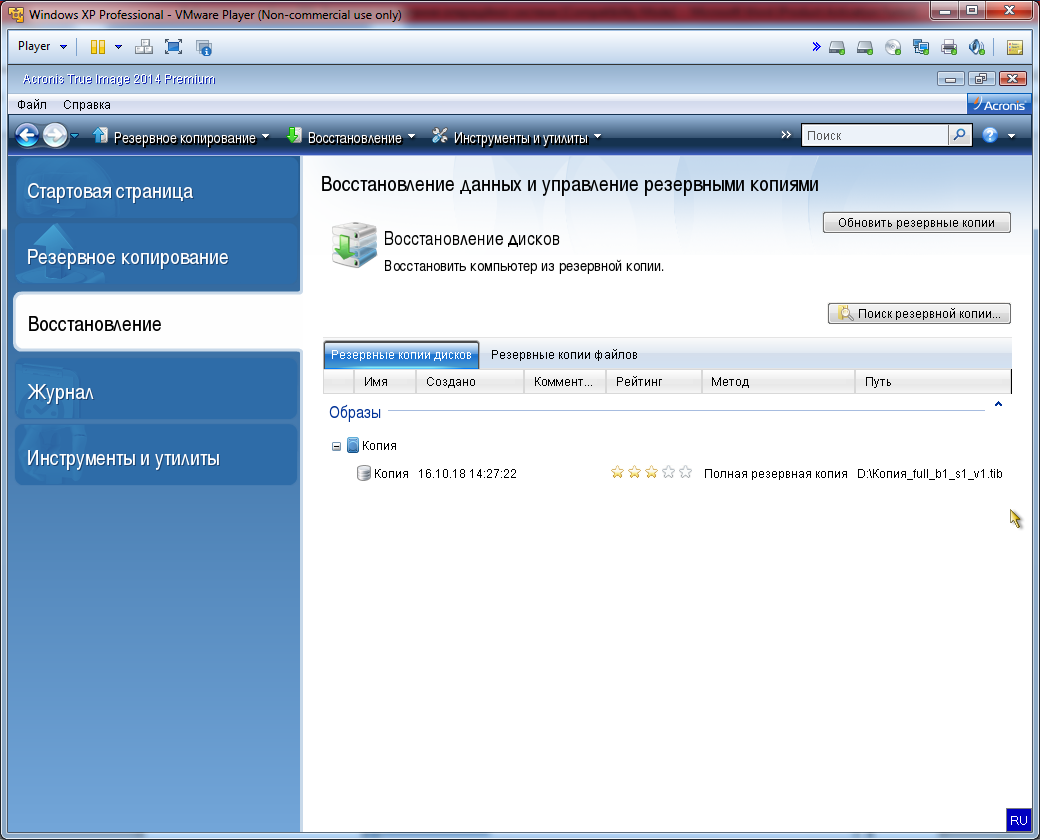 Windows XP Professional - VMware Player (Non-commercial use only)
Player
Acronis True Image 2014 Premium
Файл Справка
Acronis
Резервное копирование Восстановление Инструменты и утилиты Поиск
Стартовая страница
Резервное копирование
Восстановление
Журнал
Инструменты и утилиты
Восстановление данных и управление резервными копиями
Обновить резервные копии
Восстановление дисков
Восстановить компьютер из резервной копии.
Поиск резервной копии...
Резервные копии дисков Резервные копии файлов
Имя Создано Коммент... Рейтинг Метод Путь
Образы
Копия
Копия 16.10.18 14:27:22 Полная резервная копия D:\Копия_full_b1_s1_v1.tib
RU